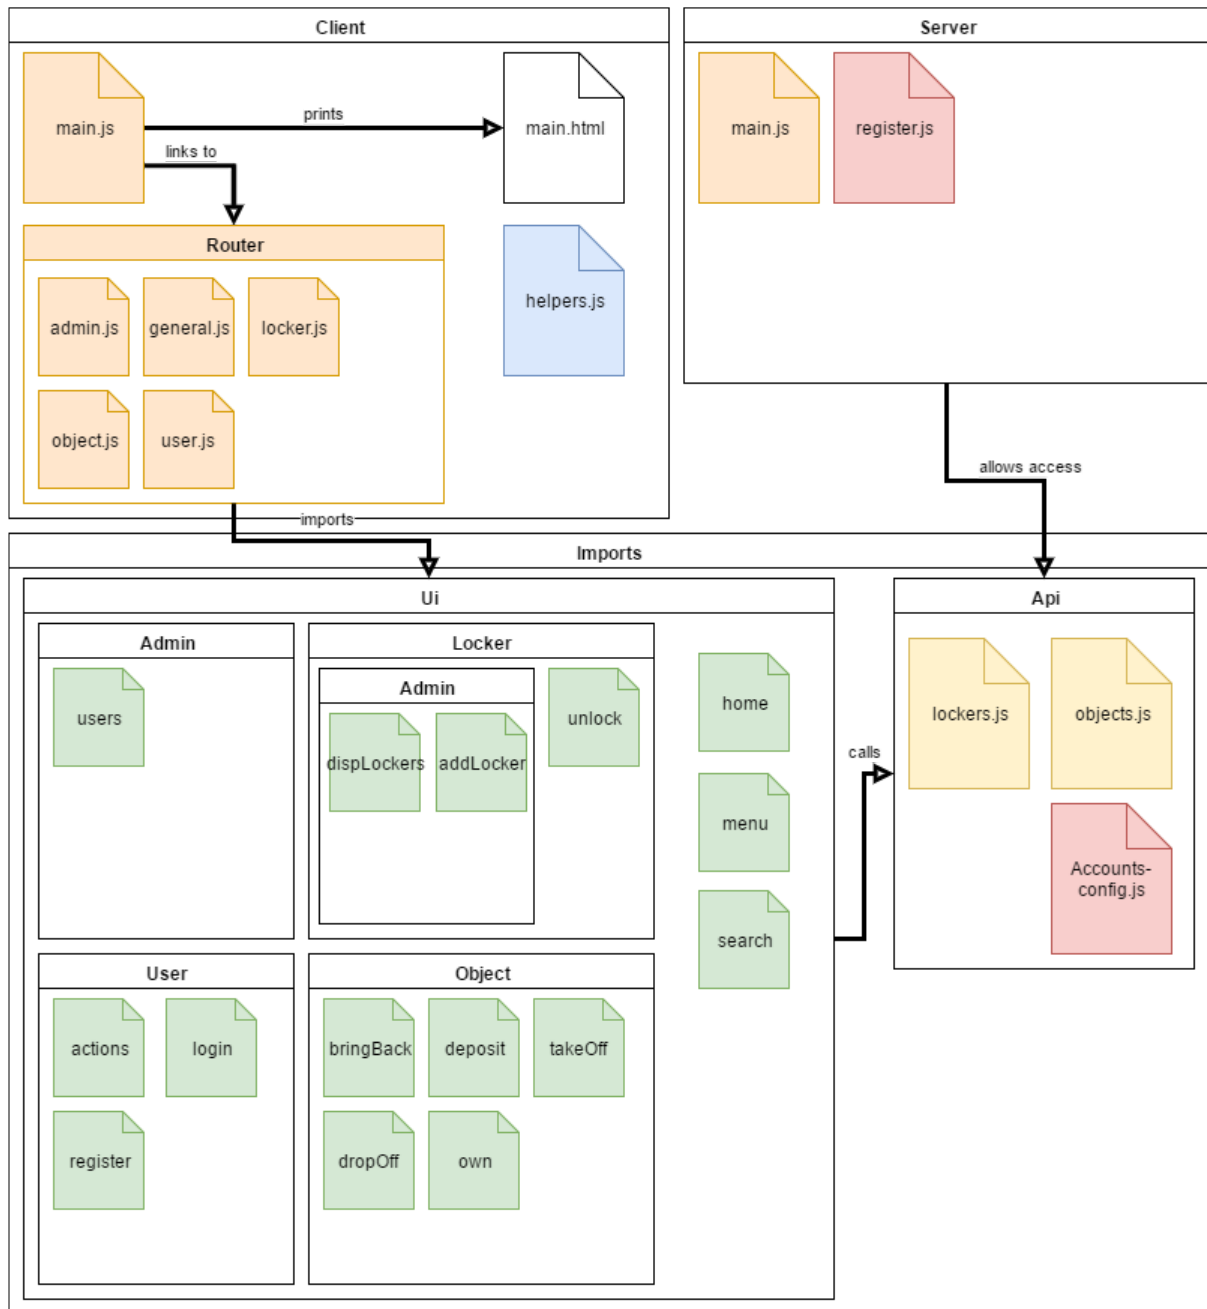 Client
Server
main.js
prints
main.html
main.js
register.js
links to
Router
admin.js
general.js
locker.js
helpers.js
object.js
user.js
allows access
imports
Imports
Ui
Api
Admin
Locker
users
Admin
unlock
home
lockers.js
objects.js
dispLockers
addLocker
calls
menu
Accounts-
config.js
search
User
Object
actions
login
bringBack
deposit
takeOff
register
dropOff
own